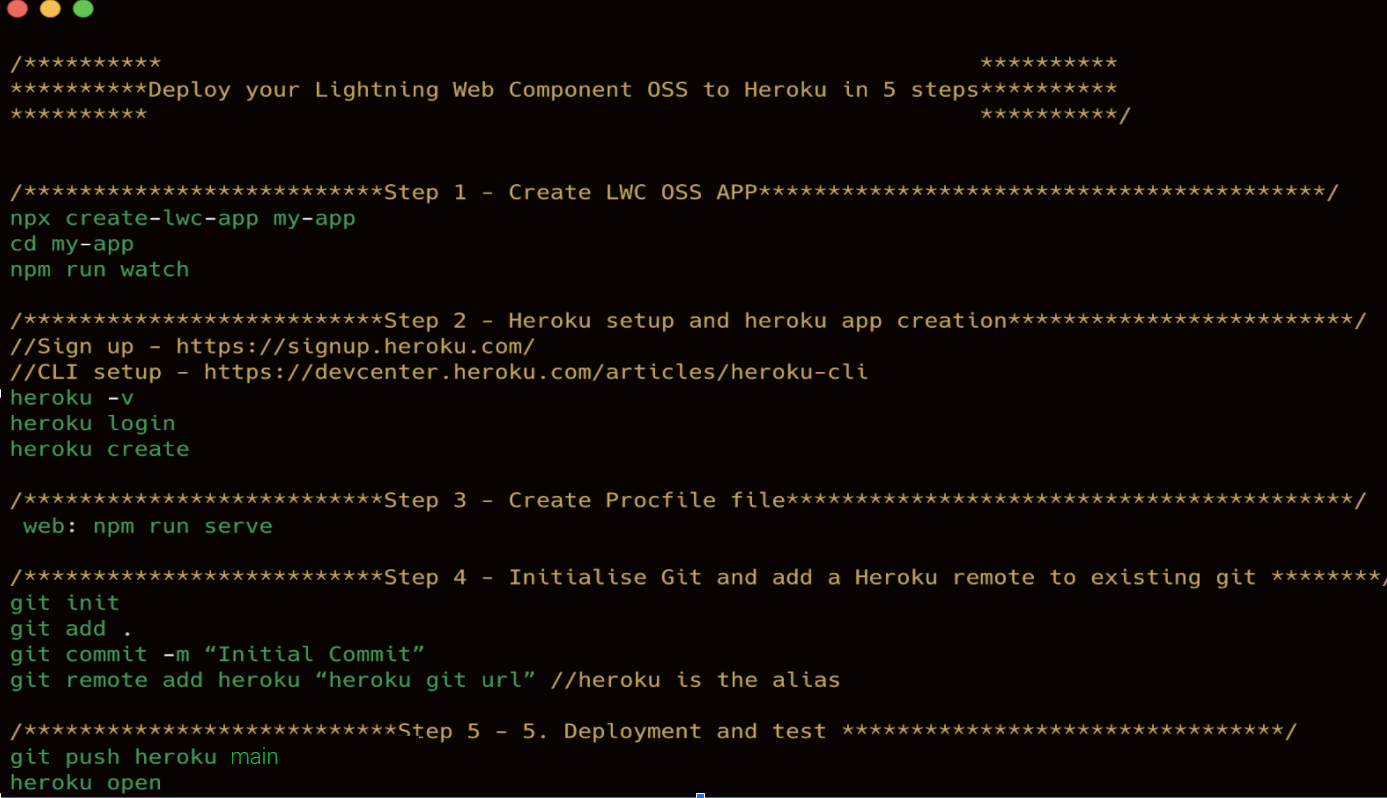 /**********                                                           **********
**********Deploy your Lightning Web Component OSS to Heroku in 5 steps**********
**********                                                            **********/
/**************************Step 1 - Create LWC OSS APP*****************************************/
npx create-lwc-app my-app
cd my-app
npm run watch
/**************************Step 2 - Heroku setup and heroku app creation*************************/
//Sign up - https://signup.heroku.com/
//CLI setup - https://devcenter.heroku.com/articles/heroku-cli
heroku -v
heroku login
heroku create
/**************************Step 3 - Create Procfile file*****************************************/
web: npm run serve
/**************************Step 4 - Initialise Git and add a Heroku remote to existing git ********/
git init
git add .
git commit -m “Initial Commit”
git remote add heroku “heroku git url” //heroku is the alias
/***************************Step 5 - 5. Deployment and test ********************************/
git push heroku main
heroku open